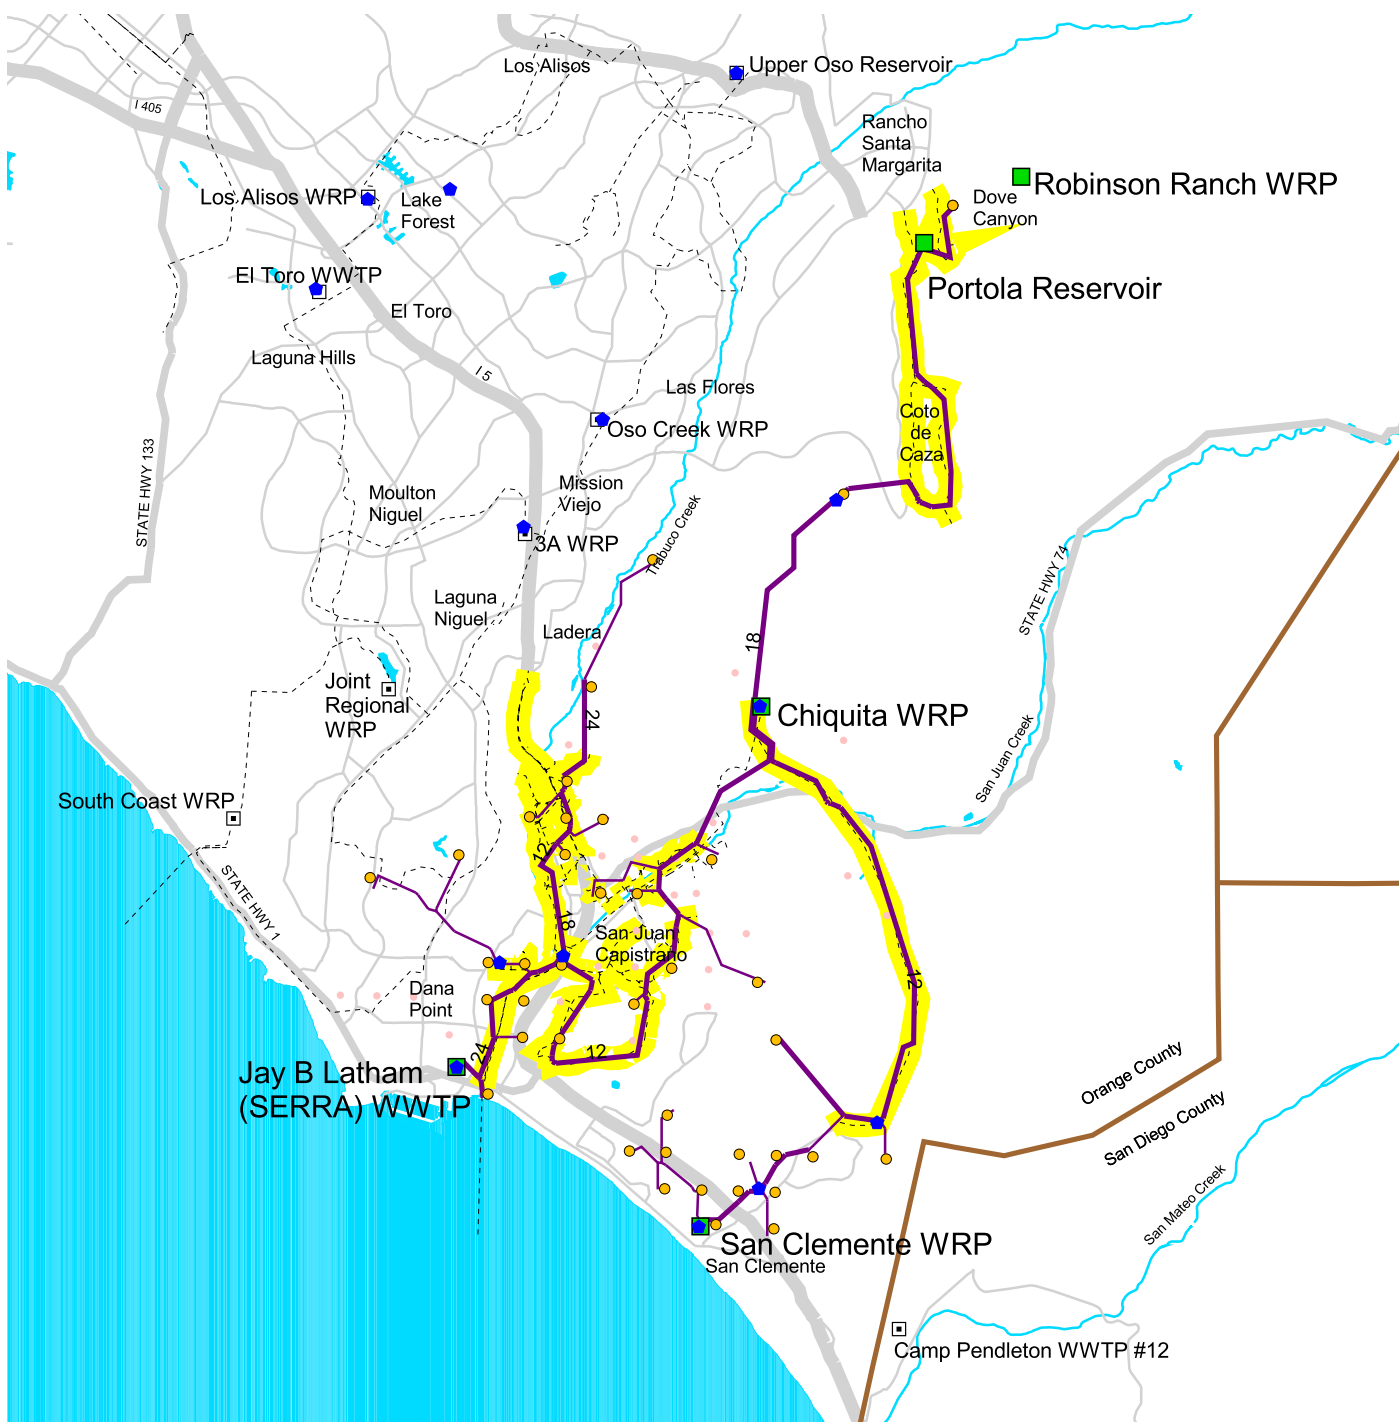 Los Alisos
Upper Oso Reservoir
I 405
Rancho
Santa
Margarita
Robinson Ranch WRP
Los Alisos WRP
Lake
Forest
Dove
Canyon
El Toro WWTP
Portola Reservoir
El Toro
Laguna Hills
I 5
Las Flores
Coto
de
Caza
Oso Creek WRP
STATE HWY 133
Moulton
Niguel
Mission
Viejo
Trabuco Creek
3A WRP
STATE HWY 74
Laguna
Niguel
Ladera
18
Joint
Regional
WRP
24
Chiquita WRP
San Juan Creek
South Coast WRP
12
STATE HWY 1
18
San Juan
Capistrano
12
Dana
Point
24
12
Jay B Latham
(SERRA) WWTP
Orange County
San Diego County
San Mateo Creek
San Clemente WRP
San Clemente
Camp Pendleton WWTP #12